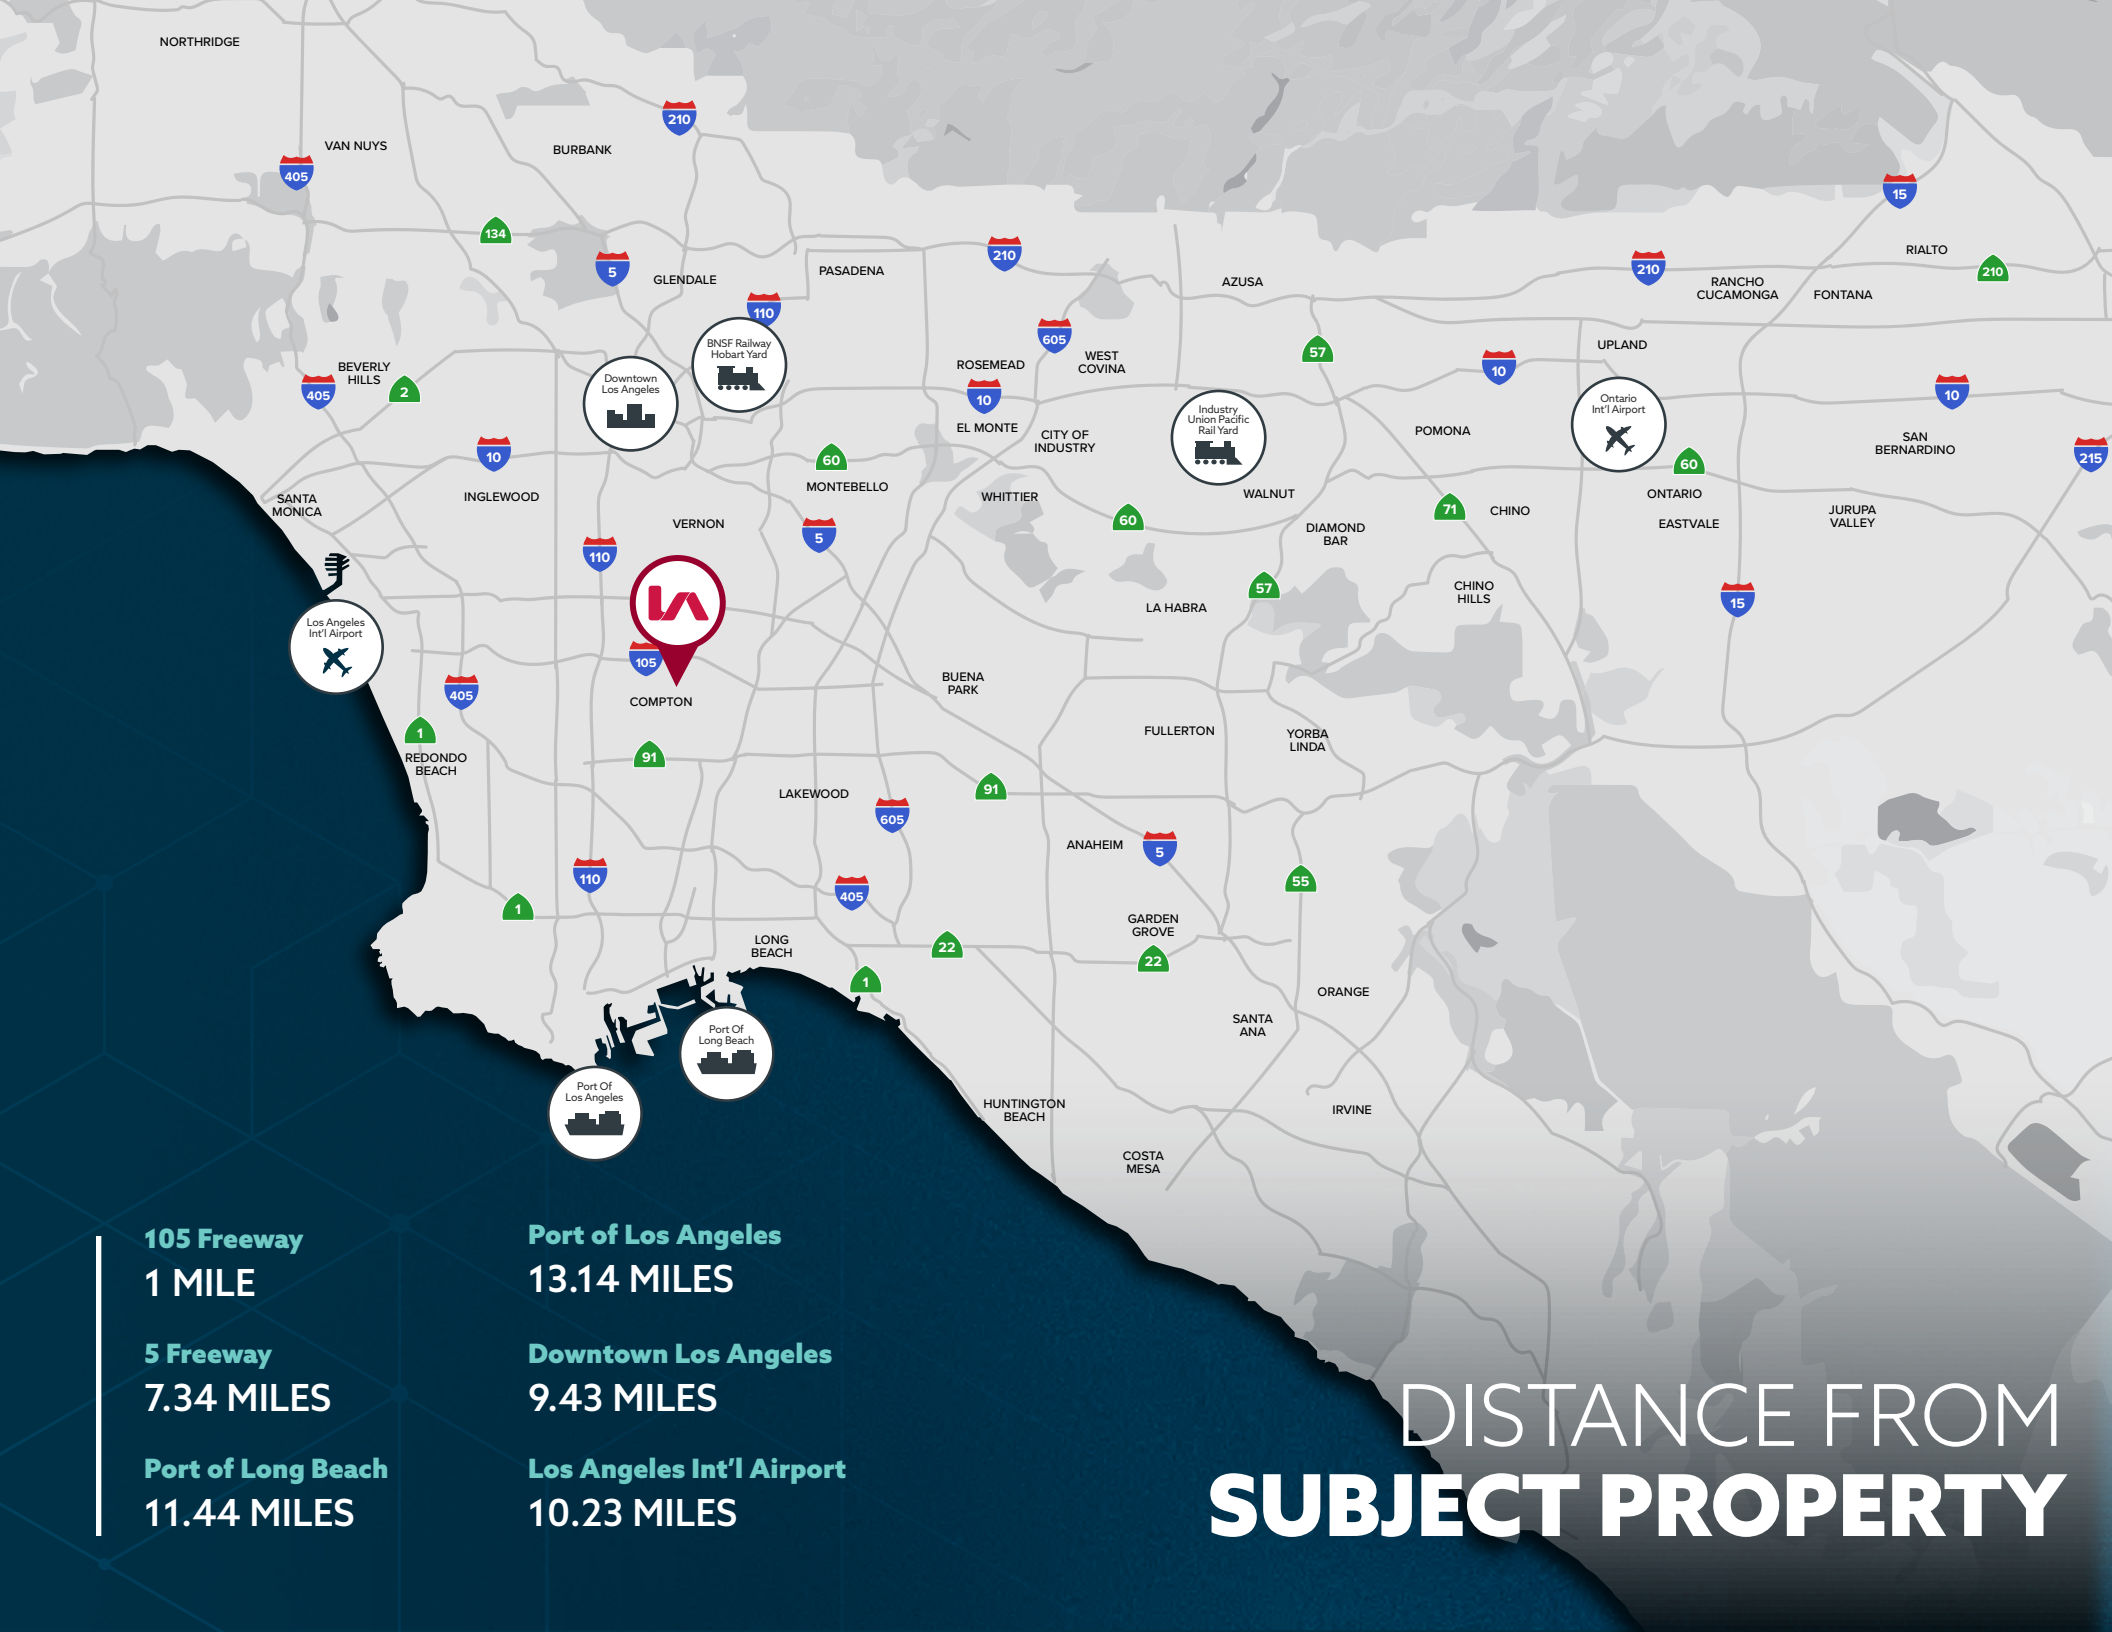 NORTHRIDGE
210
VAN NUYS
BURBANK
405
15
134
210
RIALTO
5
GLENDALE
PASADENA
210
210
AZUSA
RANCHO
CUCAMONGA
FONTANA
110
605
57
UPLAND
BNSF Railway
Hobart Yard
ROSEMEAD
WEST
COVINA
10
BEVERLY
HILLS
405
2
Downtown
Los Angeles
10
10
Ontario
Int'l Airport
Industry
Union Pacific
Rail Yard
EL MONTE
CITY OF
INDUSTRY
POMONA
SAN
BERNARDINO
215
10
60
60
INGLEWOOD
MONTEBELLO
WHITTIER
WALNUT
ONTARIO
SANTA
MONICA
VERNON
60
71
CHINO
EASTVALE
JURUPA
VALLEY
110
5
DIAMOND
BAR
57
CHINO
HILLS
15
LA
LA HABRA
Los Angeles
Int'l Airport
105
405
COMPTON
BUENA
PARK
1
REDONDO
BEACH
91
FULLERTON
YORBA
LINDA
LAKEWOOD
91
605
ANAHEIM
5
110
405
55
1
GARDEN
GROVE
LONG
BEACH
22
22
1
ORANGE
SANTA
ANA
Port Of
Long Beach
Port Of
Los Angeles
HUNTINGTON
BEACH
IRVINE
COSTA
MESA
105 Freeway
1 MILE
5 Freeway
7.34 MILES
Port of Long Beach
11.44 MILES
Port of Los Angeles
13.14 MILES
Downtown Los Angeles
9.43 MILES
Los Angeles Int'l Airport
10.23 MILES
DISTANCE FROM
SUBJECT PROPERTY